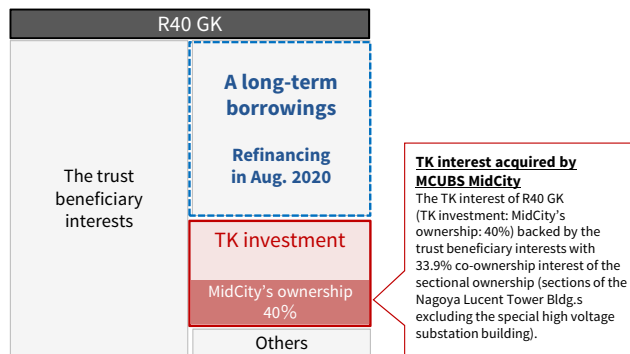 R40 GK
The trust
beneficiary
interests
A long-term
borrowings
Refinancing
in Aug. 2020
TK investment
MidCity's ownership
40%
Others
TK interest acquired by
MCUBS MidCity
The TK interest of R40 GK
(TK investment: MidCity's
ownership: 40%) backed by the
trust beneficiary interests with
33.9% co-ownership interest of the
sectional ownership (sections of the
Nagoya Lucent Tower Bldg.s
excluding the special high voltage
substation building).